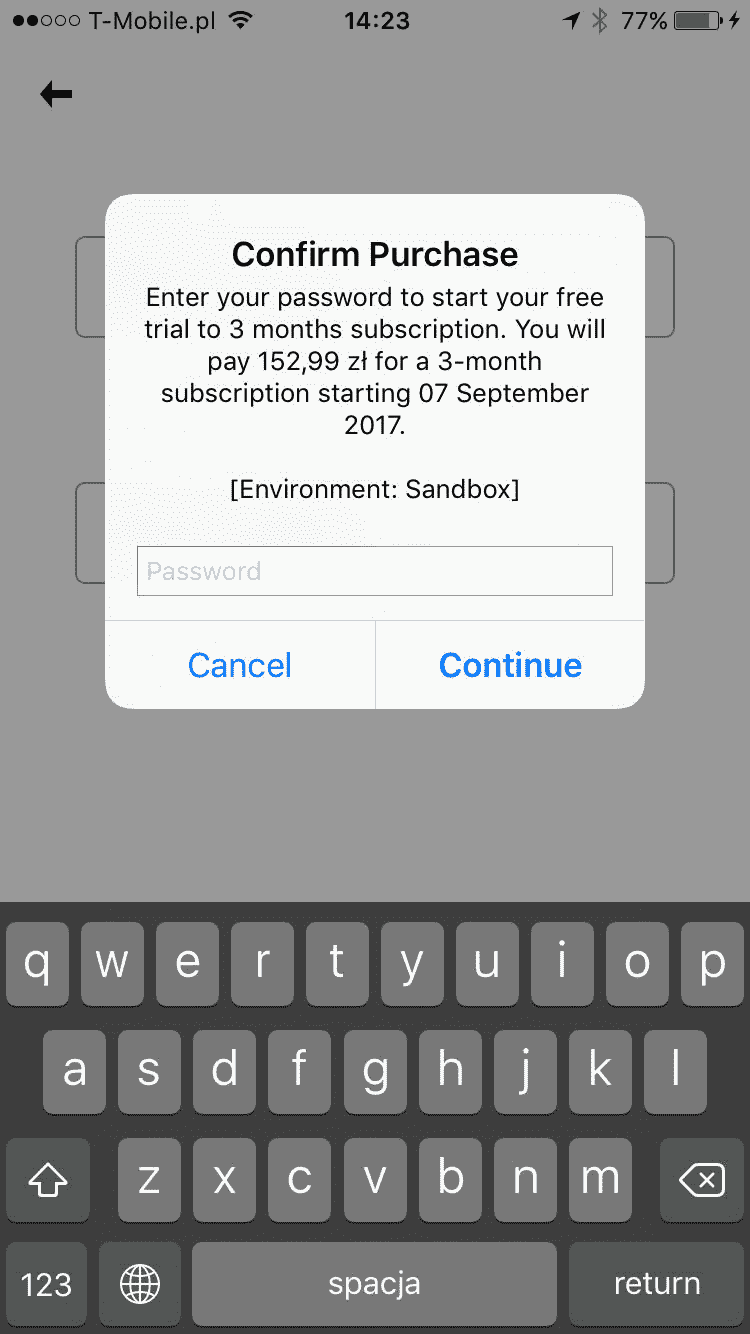 T-Mobile.pl 14:23 77%
Confirm Purchase
Enter your password to start your free
trial to 3 months subscription. You will
pay 152,99 zł for a 3-month
subscription starting 07 September
2017.
[Environment: Sandbox]
Password
Cancel Continue
q w e r t y u i o p
a s d f g h j k l
z x c v b n m
123 spacja return